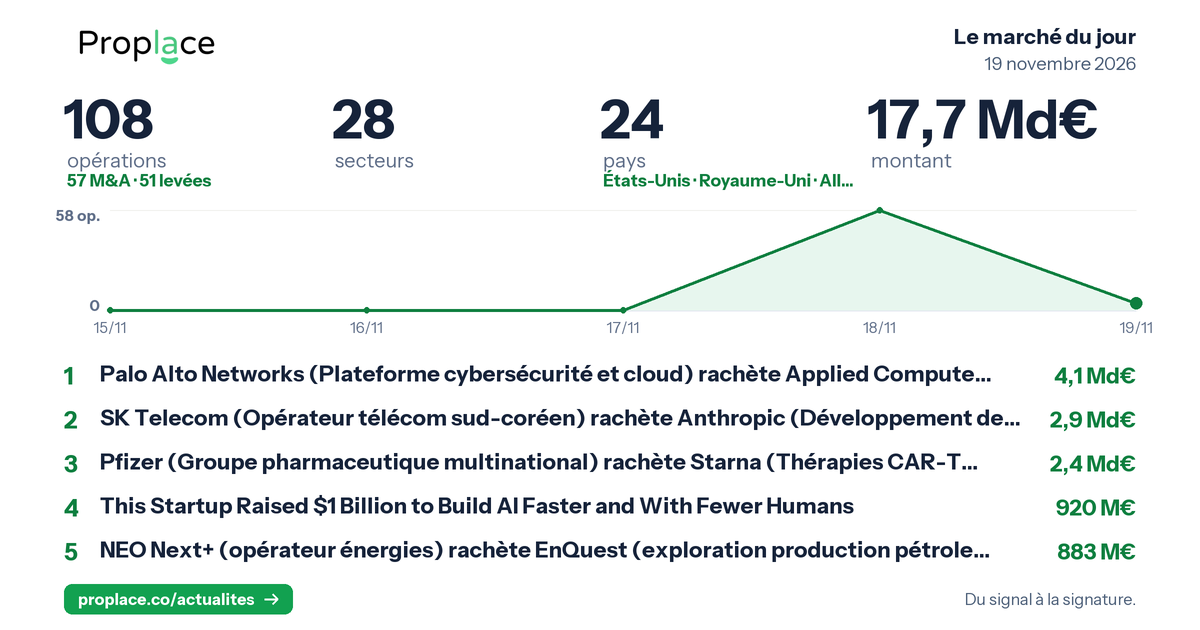 Proplace
Le marché du jour
19 novembre 2026
108
opérations
57 M&A · 51 levées
28
secteurs
24
pays
États-Unis · Royaume-Uni · All…
17,7 Md€
montant
58 op.
0
15/11
16/11
17/11
18/11
19/11
1 Palo Alto Networks (Plateforme cybersécurité et cloud) rachète Applied Compute… 4,1 Md€
2 SK Telecom (Opérateur télécom sud-coréen) rachète Anthropic (Développement de… 2,9 Md€
3 Pfizer (Groupe pharmaceutique multinational) rachète Starna (Thérapies CAR-T… 2,4 Md€
4 This Startup Raised $1 Billion to Build AI Faster and With Fewer Humans 920 M€
5 NEO Next+ (opérateur énergies) rachète EnQuest (exploration production pétrole… 883 M€
proplace.co/actualites →
Du signal à la signature.